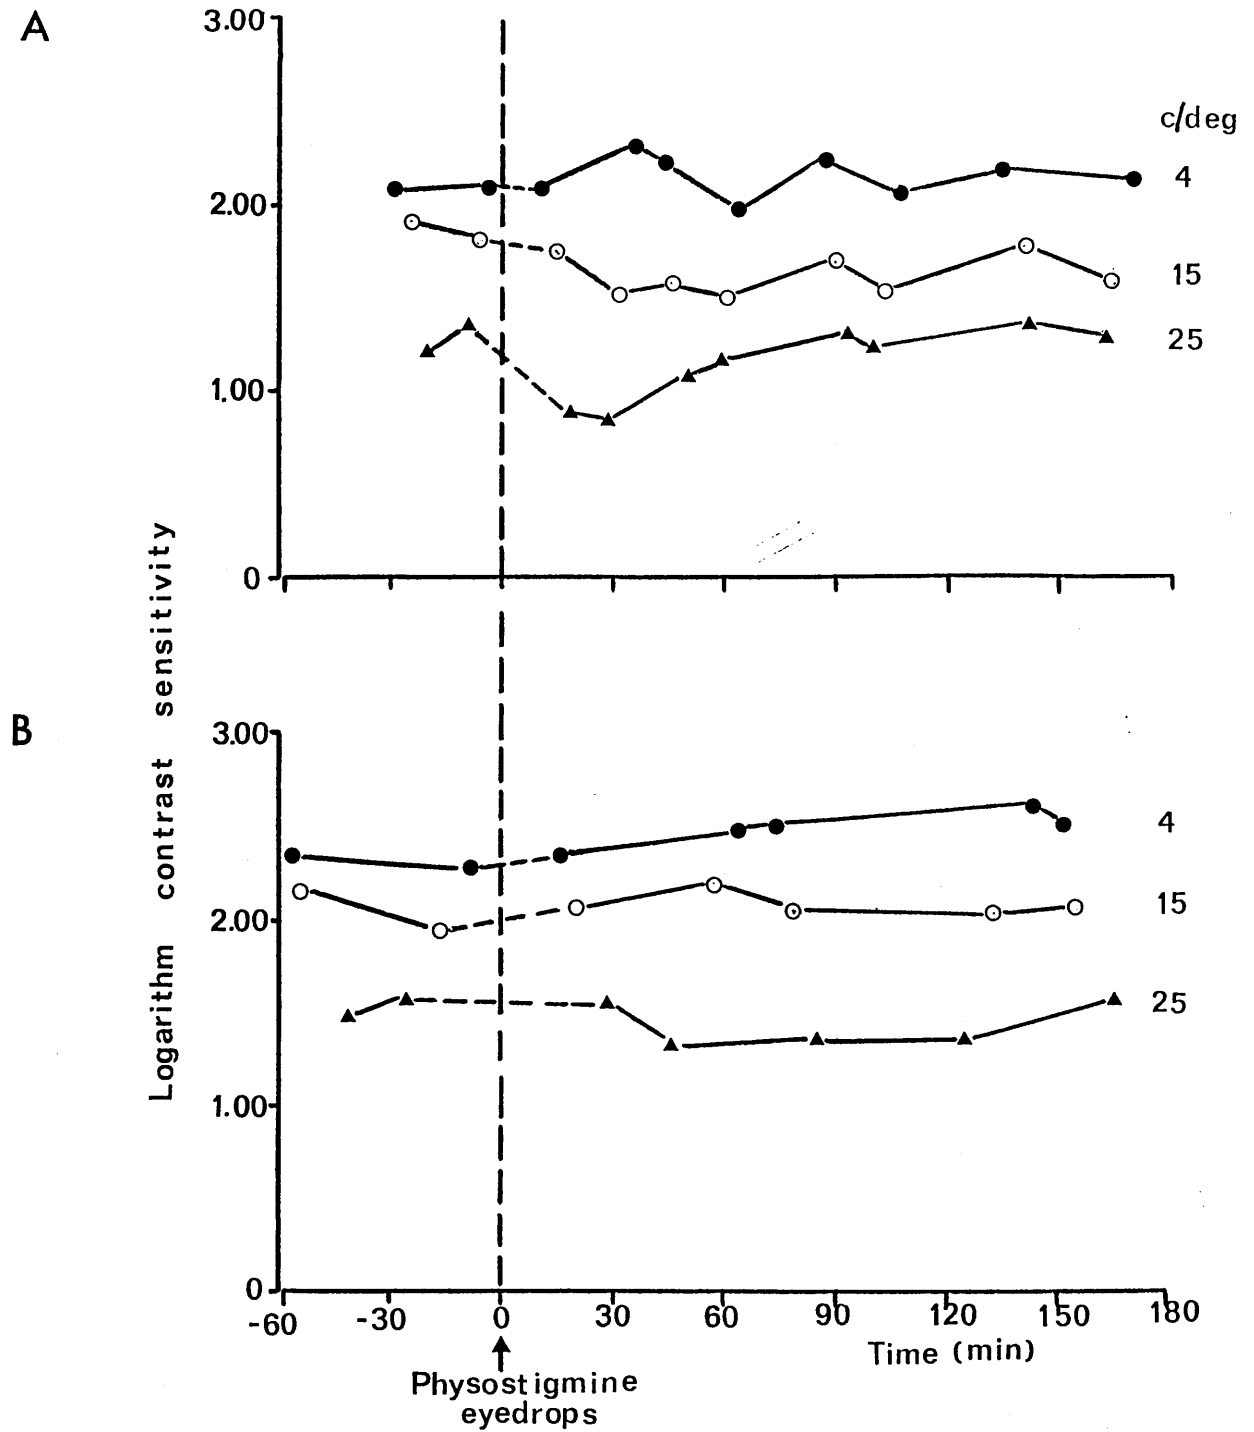 A
3.00
c/deg
4
2.00
15
25
1.00
0
Logarithm contrast sensitivity
B
3.00
4
15
2.00
25
1.00
0
-60 -30 0 30 60 90 120 150 180
Time (min)
Physostigmine
eyedrops